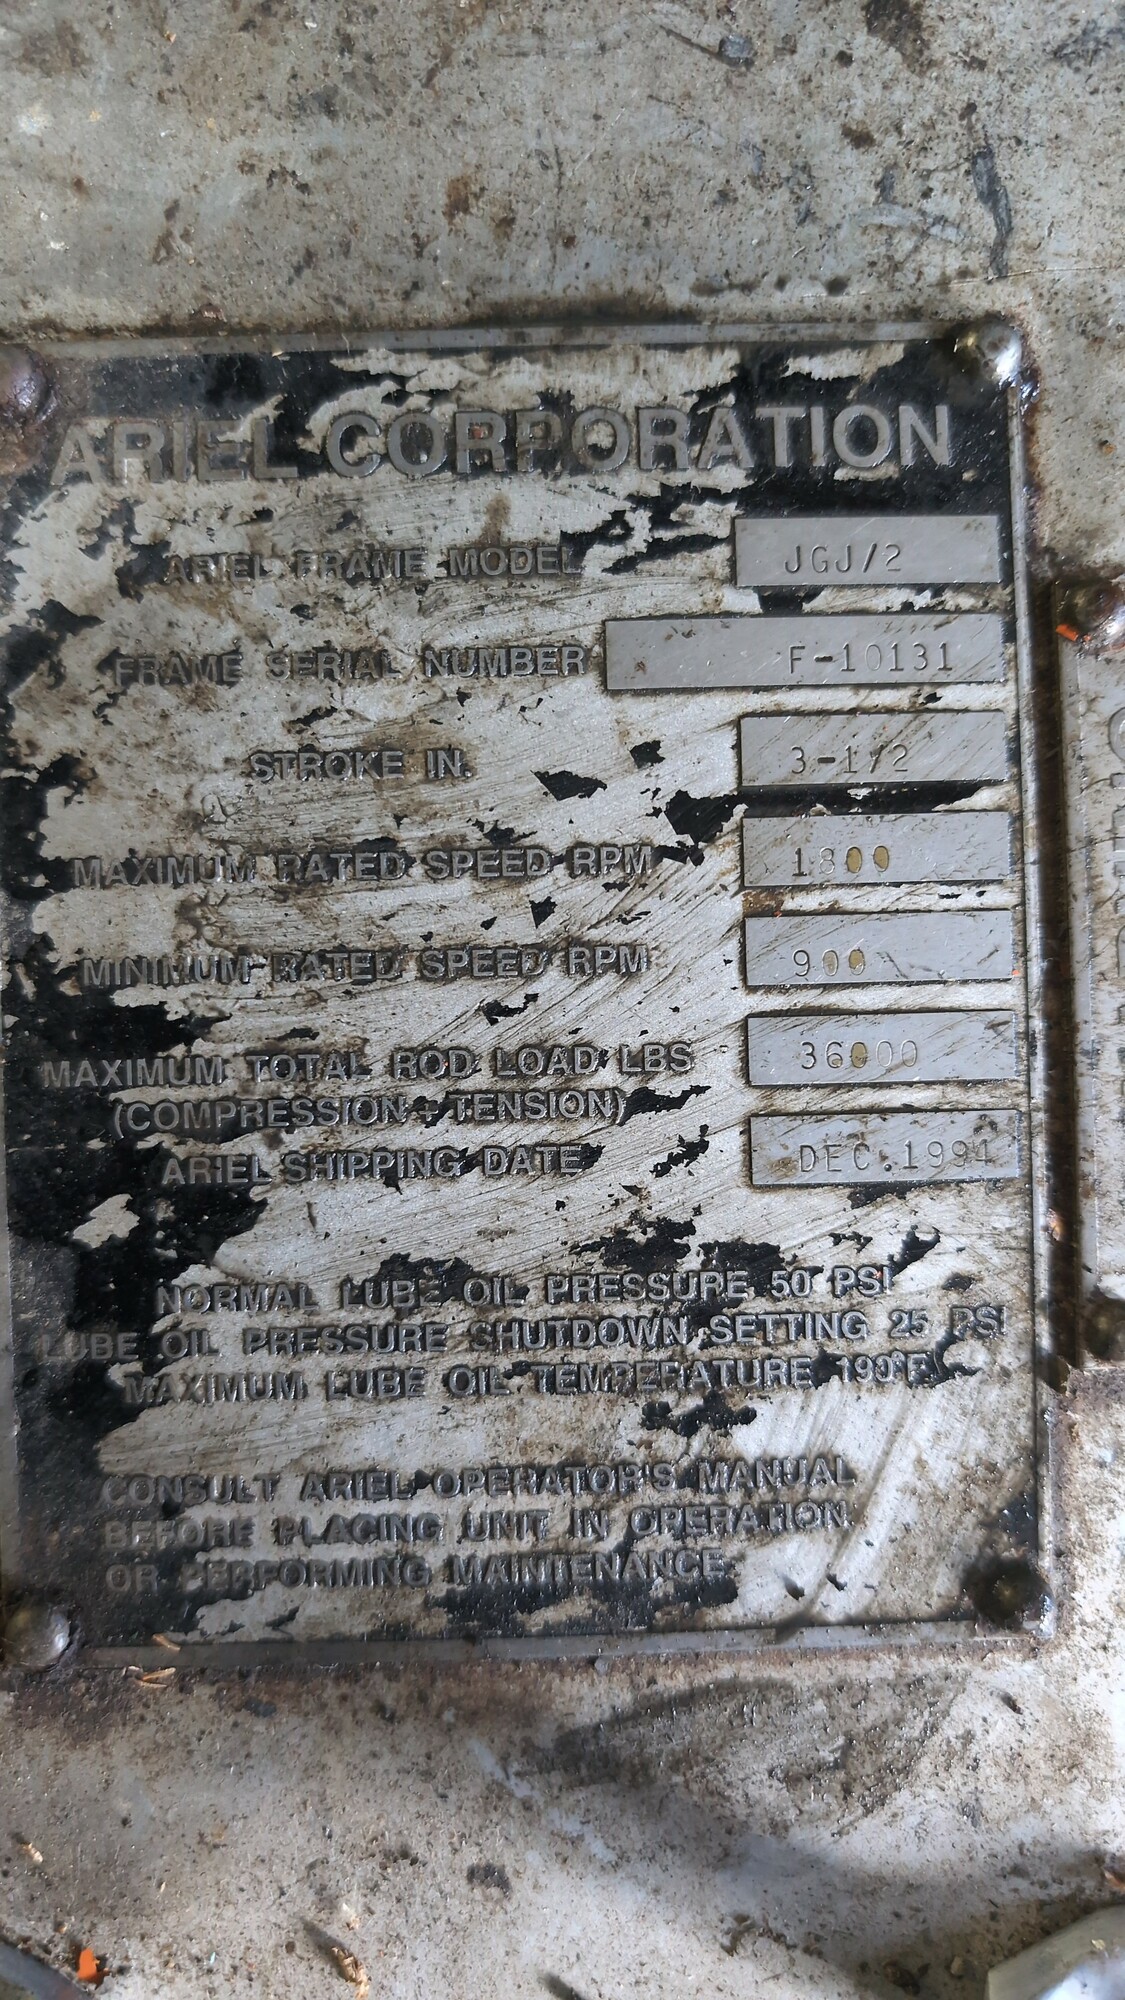 ARIEL CORPORATION
ARIEL FRAME MODEL JGJ/2
FRAME SERIAL NUMBER F-10131
STROKE IN. 3-1/2
MAXIMUM RATED SPEED RPM 1800
MINIMUM RATED SPEED RPM 900
MAXIMUM TOTAL ROD LOAD LBS 36000
(COMPRESSION + TENSION)
ARIEL SHIPPING DATE DEC.1994
NORMAL LUBE OIL PRESSURE 50 PSI
LUBE OIL PRESSURE SHUTDOWN SETTING 25 PSI
MAXIMUM LUBE OIL TEMPERATURE 190°F
CONSULT ARIEL OPERATOR'S MANUAL
BEFORE PLACING UNIT IN OPERATION
OR PERFORMING MAINTENANCE